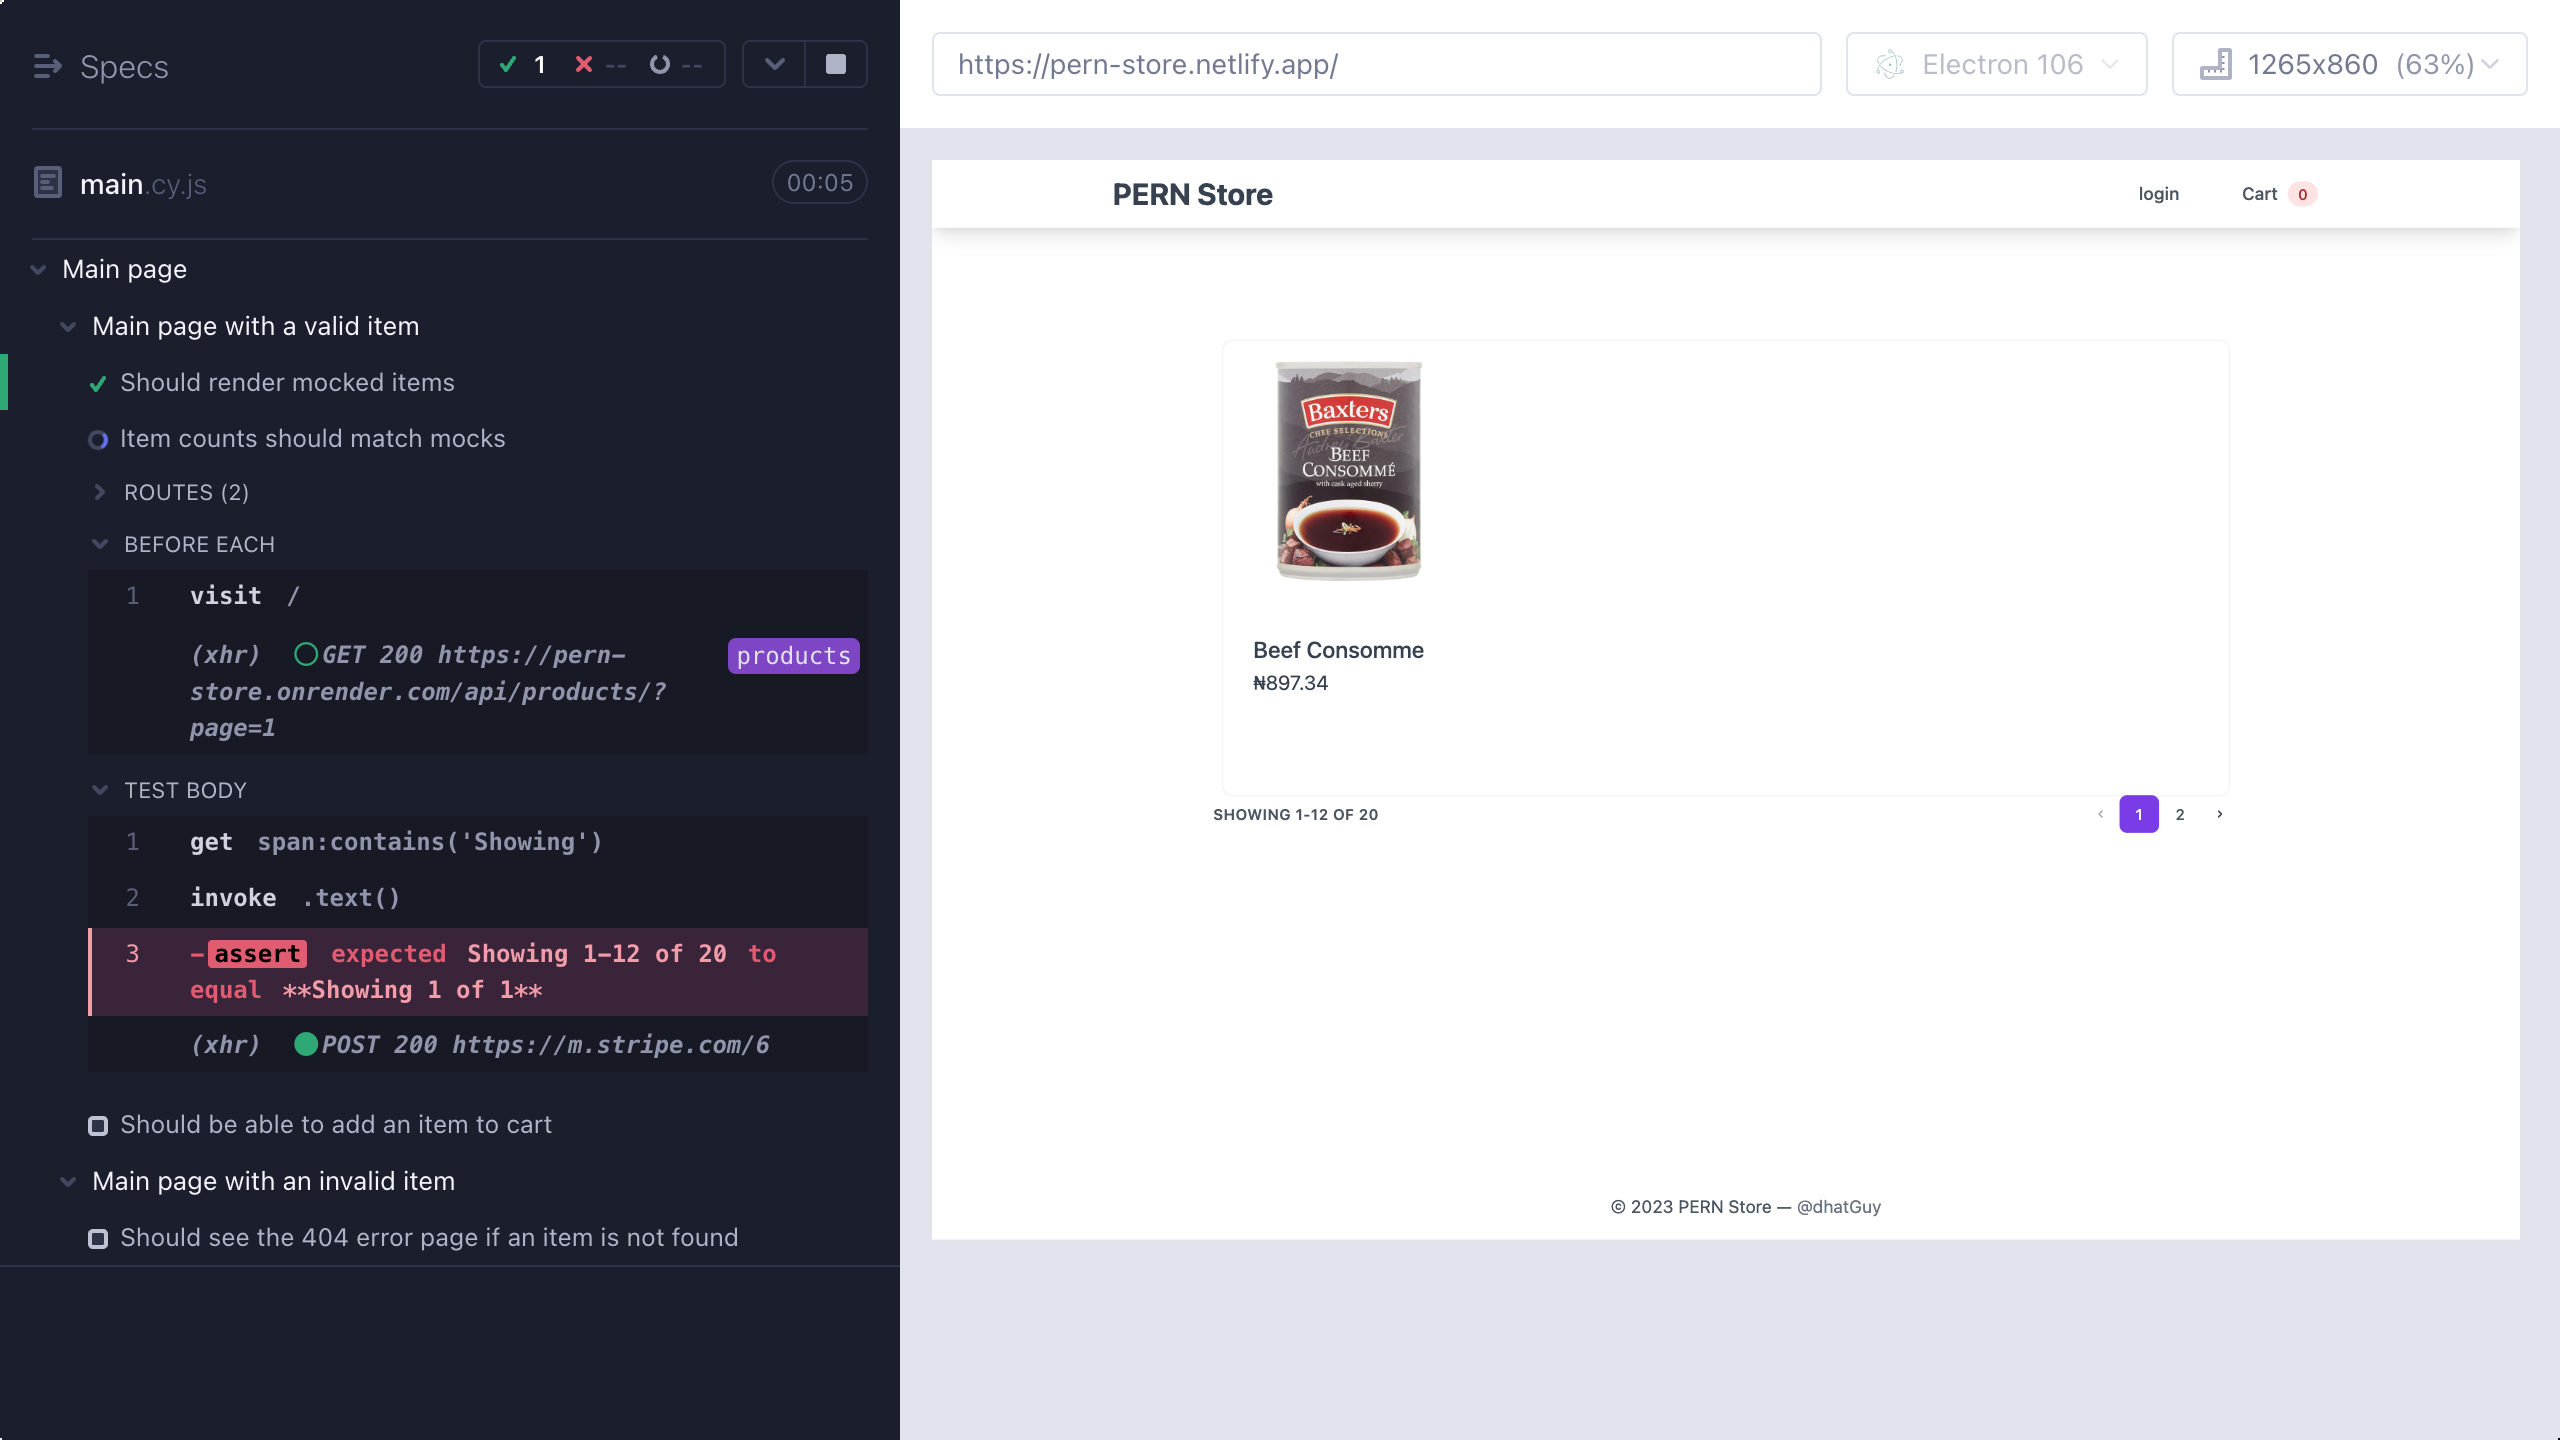 Specs
1 -- --
main.cy.js
00:05
Main page
Main page with a valid item
Should render mocked items
Item counts should match mocks
ROUTES (2)
BEFORE EACH
1 visit /
(xhr) GET 200 https://pern-
store.onrender.com/api/products/?
page=1
products
TEST BODY
1 get span:contains('Showing')
2 invoke .text()
3 -assert expected Showing 1-12 of 20 to
equal **Showing 1 of 1**
(xhr) POST 200 https://m.stripe.com/6
Should be able to add an item to cart
Main page with an invalid item
Should see the 404 error page if an item is not found
https://pern-store.netlify.app/
Electron 106
1265x860 (63%)
PERN Store
login
Cart 0
Baxters
CHEF SELECTIONS
Audrey Baxter
BEEF
CONSOMMÉ
with cask aged sherry
Beef Consomme
₦897.34
SHOWING 1-12 OF 20
‹ 1 2 ›
© 2023 PERN Store — @dhatGuy